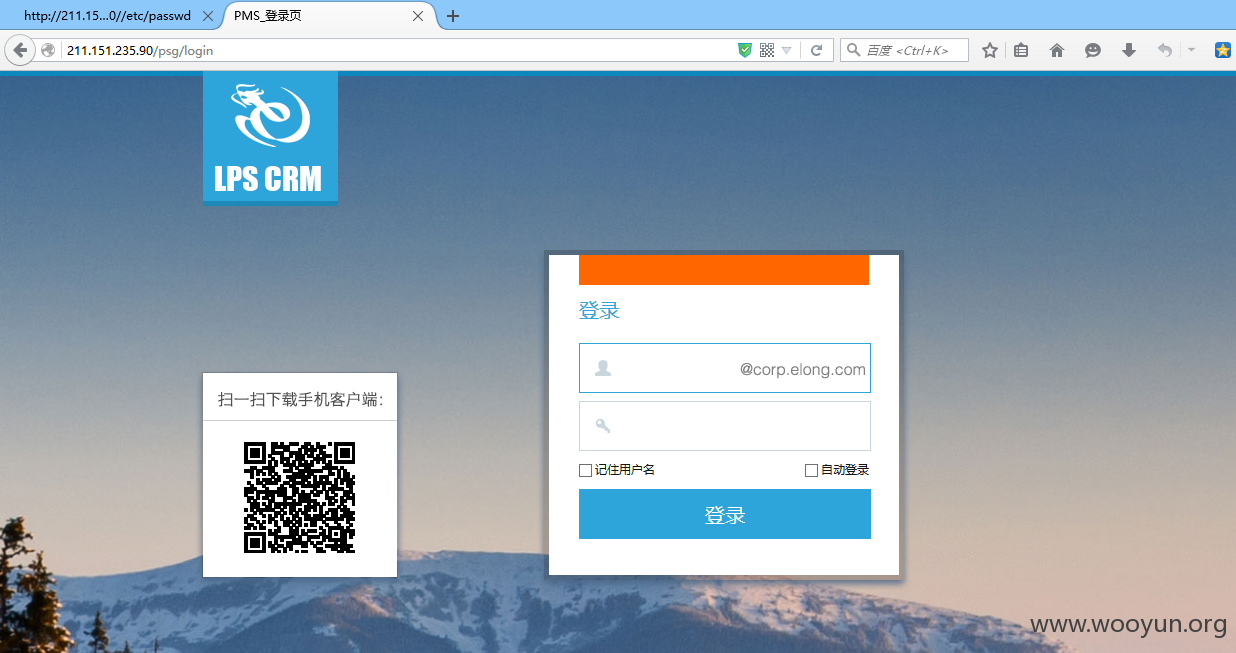 http://211.15...0//etc/passwd
PMS_登录页
211.151.235.90/psg/login
百度 <Ctrl+K>
LPS CRM
登录
@corp.elong.com
扫一扫下载手机客户端:
记住用户名
自动登录
登录
www.wooyun.org